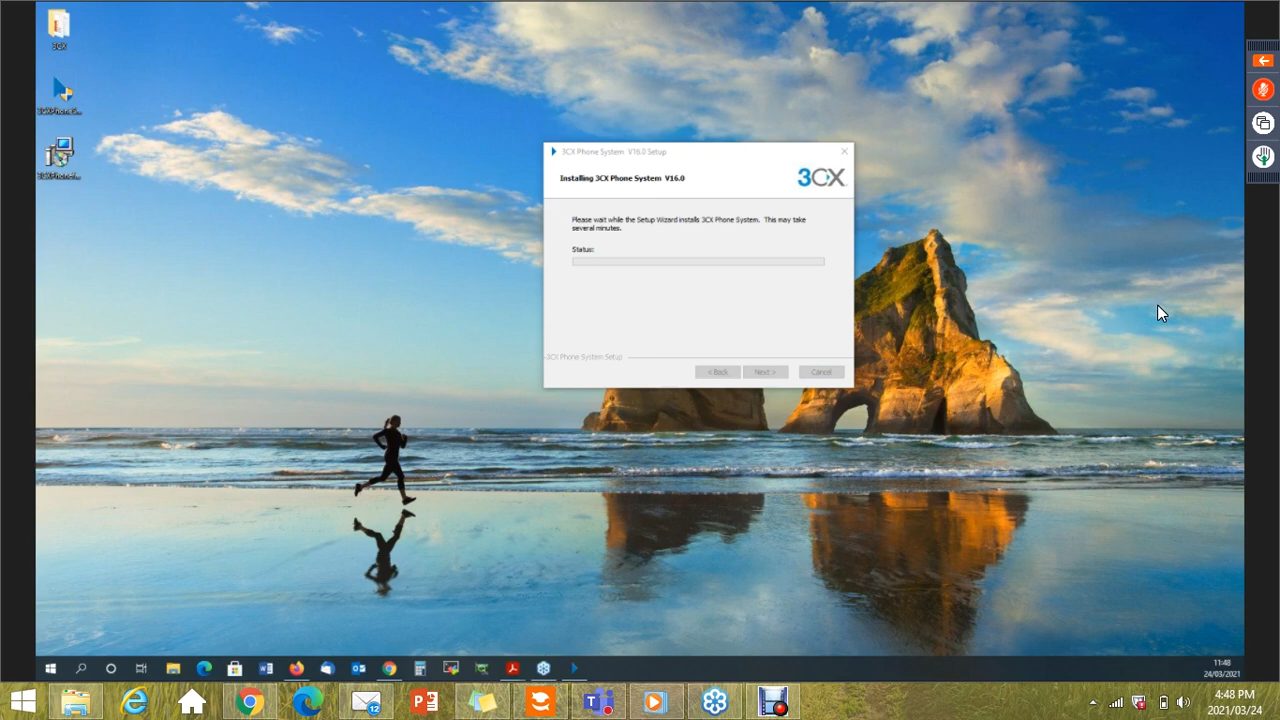 3CX
3CXPhone...
3CX Phone System V16.0 Setup
Installing 3CX Phone System V16.0
3CX
Please wait while the Setup Wizard installs 3CX Phone System. This may take
several minutes.
Status:
3CX Phone System Setup
< Back
Next >
Cancel
11:48
24/03/2021
12
4:48 PM
2021/03/24